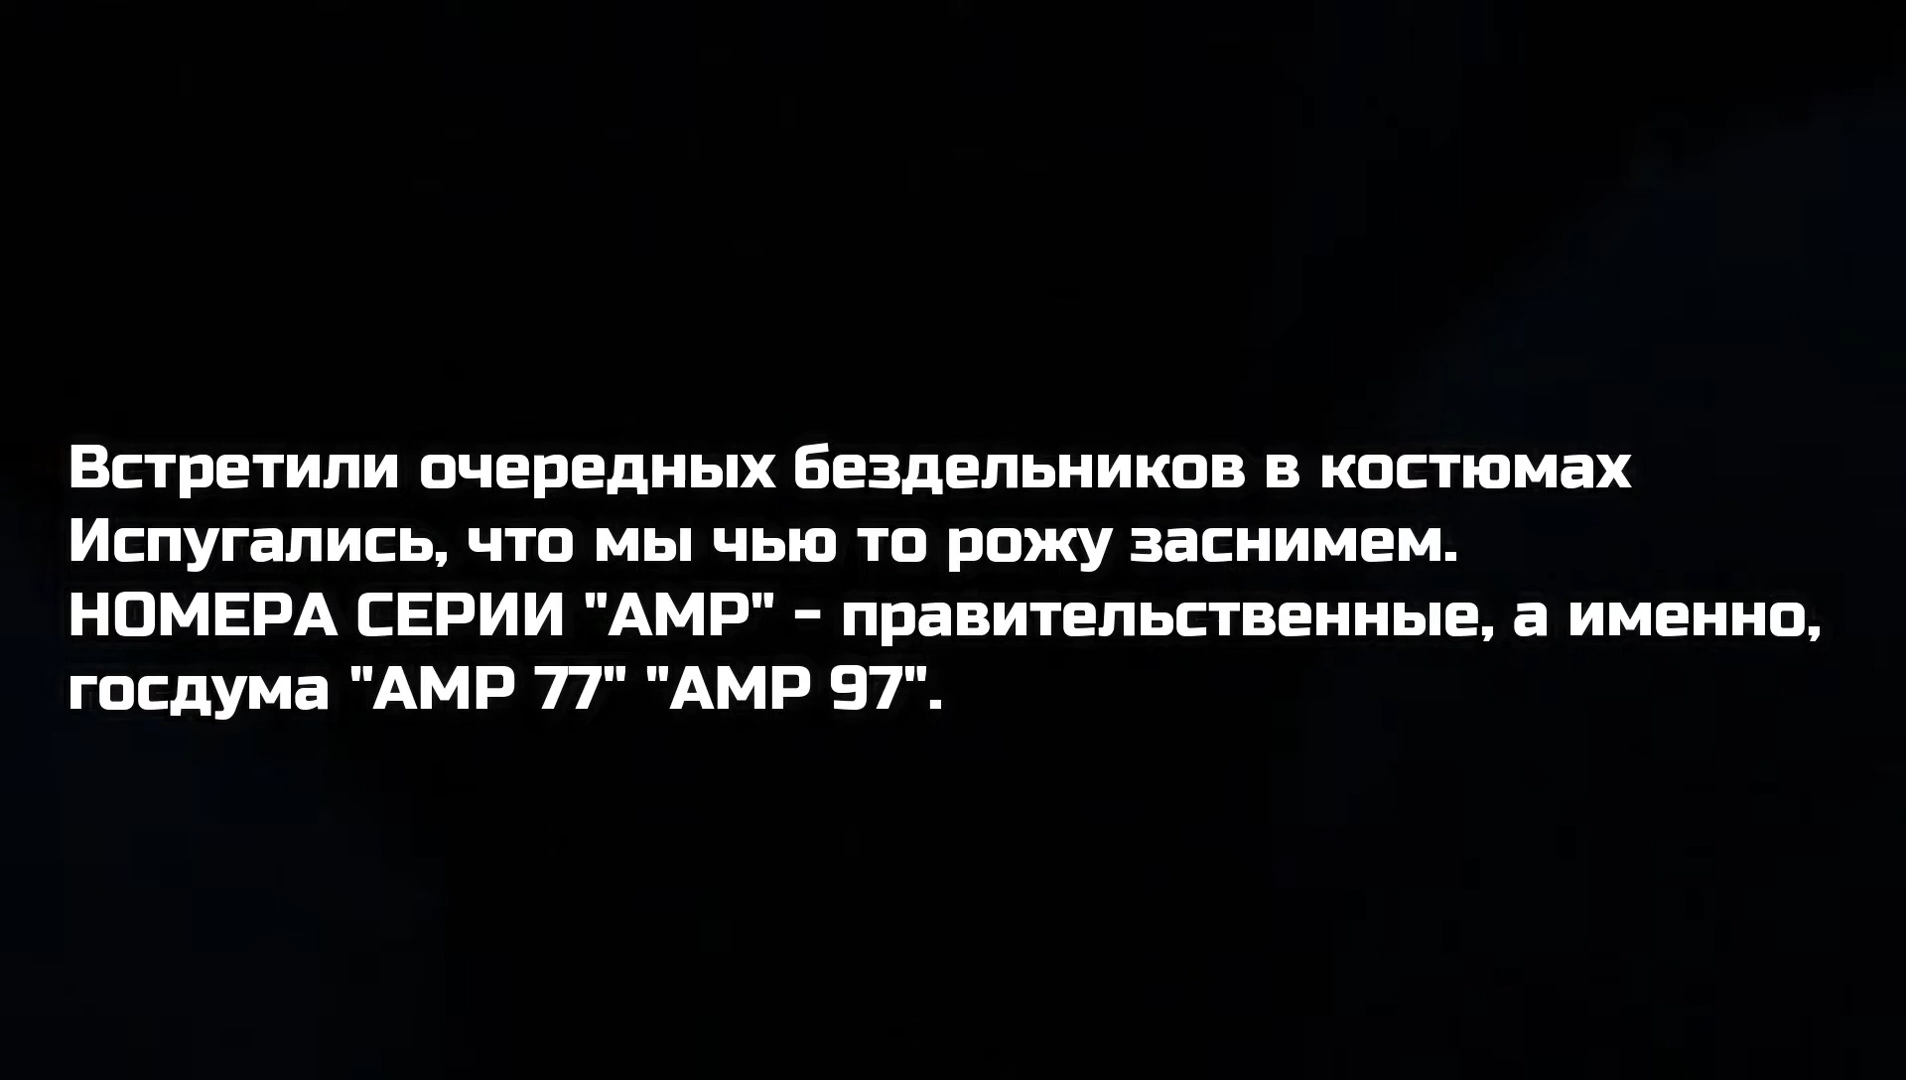 Встретили очередных бездельников в костюмах
Испугались, что мы чью то рожу заснимем.
НОМЕРА СЕРИИ "АМР" - правительственные, а именно,
госдума "АМР 77" "АМР 97".